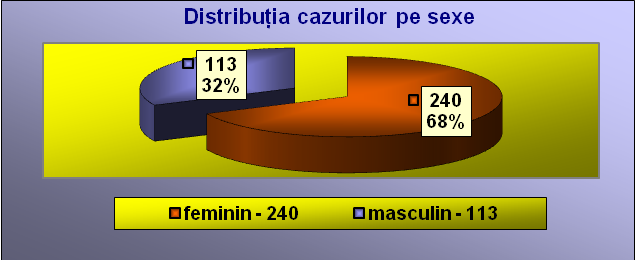 Distribuția cazurilor pe sexe
113
32%
240
68%
feminin - 240
masculin - 113